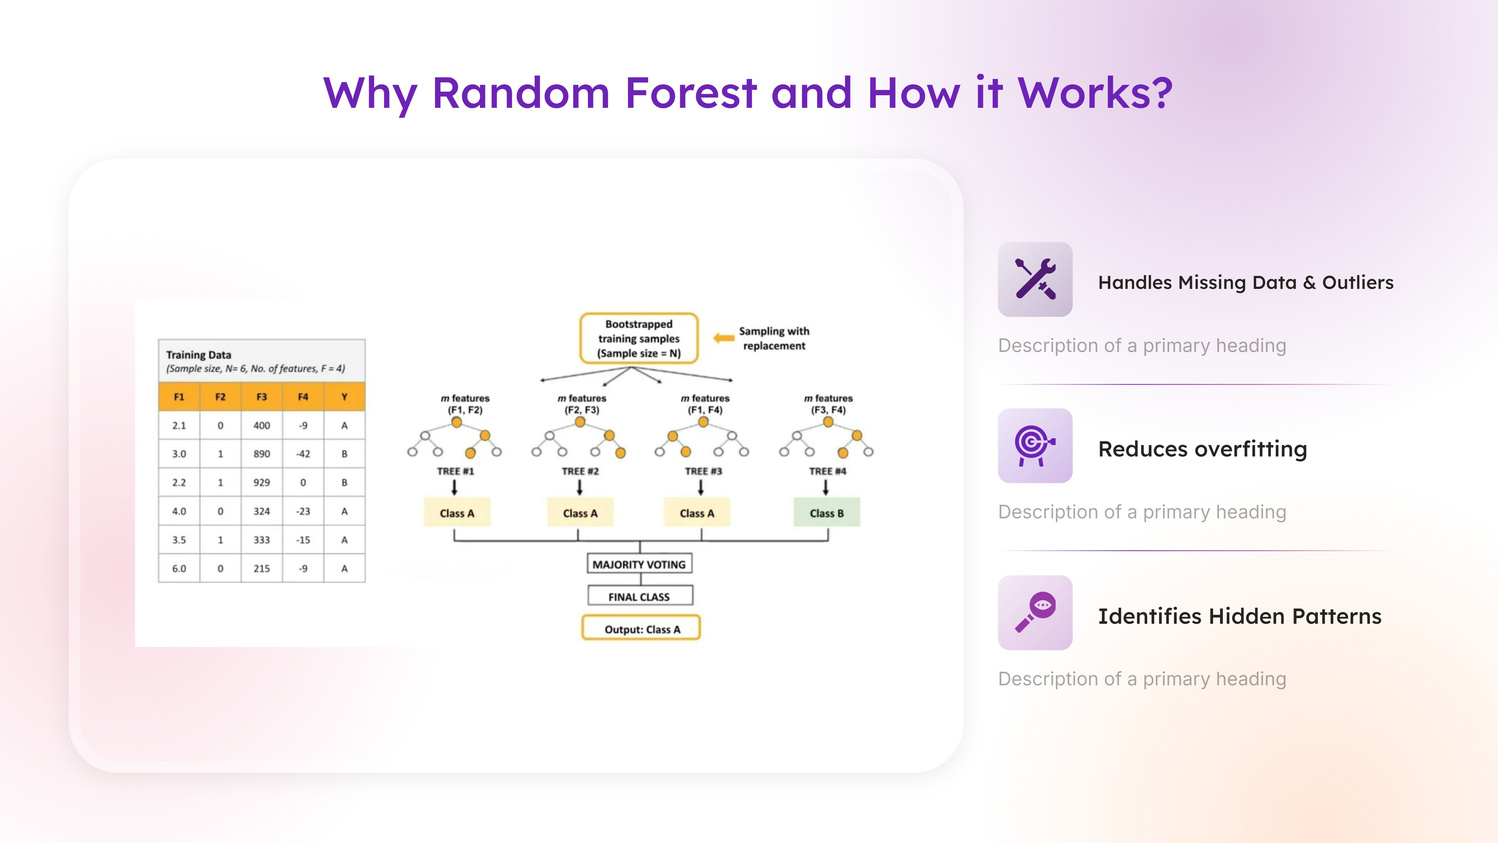 Why Random Forest and How it Works?
Training Data
(Sample size, N= 6, No. of features, F = 4)
F1 F2 F3 F4 Y
2.1 0 400 -9 A
3.0 1 890 -42 B
2.2 1 929 0 B
4.0 0 324 -23 A
3.5 1 333 -15 A
6.0 0 215 -9 A
Bootstrapped
training samples
(Sample size = N)
Sampling with
replacement
m features
(F1, F2)
m features
(F2, F3)
m features
(F1, F4)
m features
(F3, F4)
TREE #1
TREE #2
TREE #3
TREE #4
Class A
Class A
Class A
Class B
MAJORITY VOTING
FINAL CLASS
Output: Class A
Handles Missing Data & Outliers
Description of a primary heading
Reduces overfitting
Description of a primary heading
Identifies Hidden Patterns
Description of a primary heading